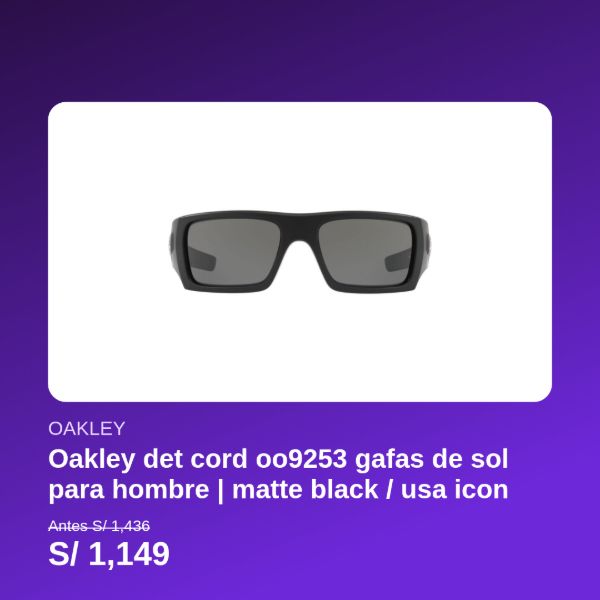 OAKLEY
Oakley det cord oo9253 gafas de sol
para hombre | matte black / usa icon
Antes S/ 1,436
S/ 1,149